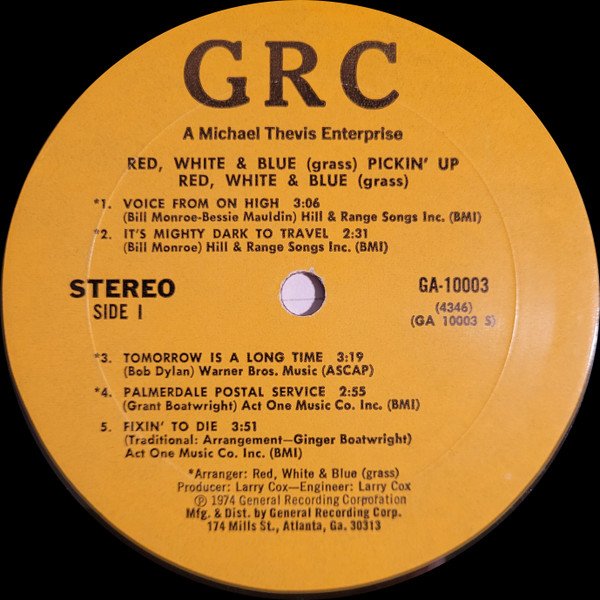 GRC
A Michael Thevis Enterprise
RED, WHITE & BLUE (grass) PICKIN' UP
RED, WHITE & BLUE (grass)
*1. VOICE FROM ON HIGH 3:06
(Bill Monroe-Bessie Mauldin) Hill & Range Songs Inc. (BMI)
*2. IT'S MIGHTY DARK TO TRAVEL 2:31
(Bill Monroe) Hill & Range Songs Inc. (BMI)
STEREO
SIDE I
GA-10003
(4346)
(GA 10003 S)
*3. TOMORROW IS A LONG TIME 3:19
(Bob Dylan) Warner Bros. Music (ASCAP)
*4. PALMERDALE POSTAL SERVICE 2:55
(Grant Boatwright) Act One Music Co. Inc. (BMI)
5. FIXIN' TO DIE 3:51
(Traditional: Arrangement—Ginger Boatwright)
Act One Music Co. Inc. (BMI)
*Arranger: Red, White & Blue (grass)
Producer: Larry Cox—Engineer: Larry Cox
℗ 1974 General Recording Corporation
Mfg. & Dist. by General Recording Corp.
174 Mills St., Atlanta, Ga. 30313